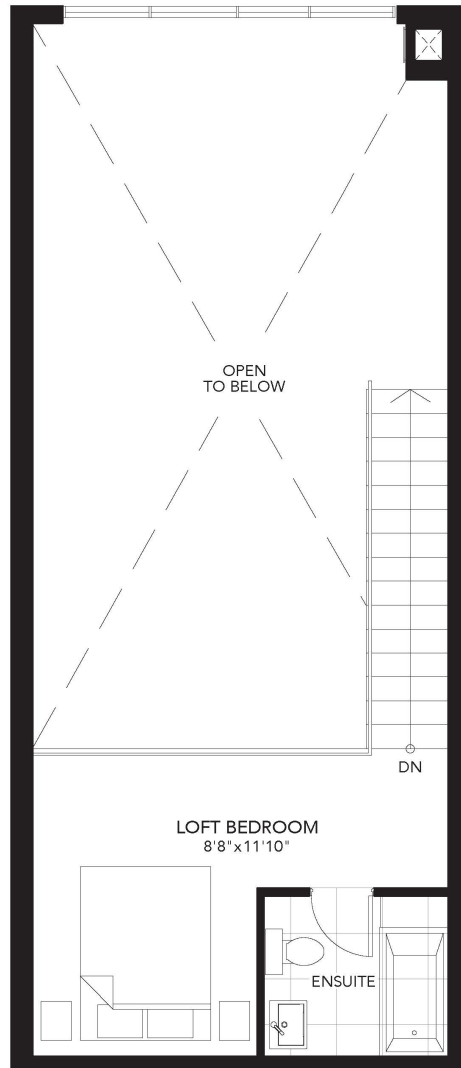 OPEN
TO BELOW
DN
LOFT BEDROOM
8'8"x11'10"
ENSUITE